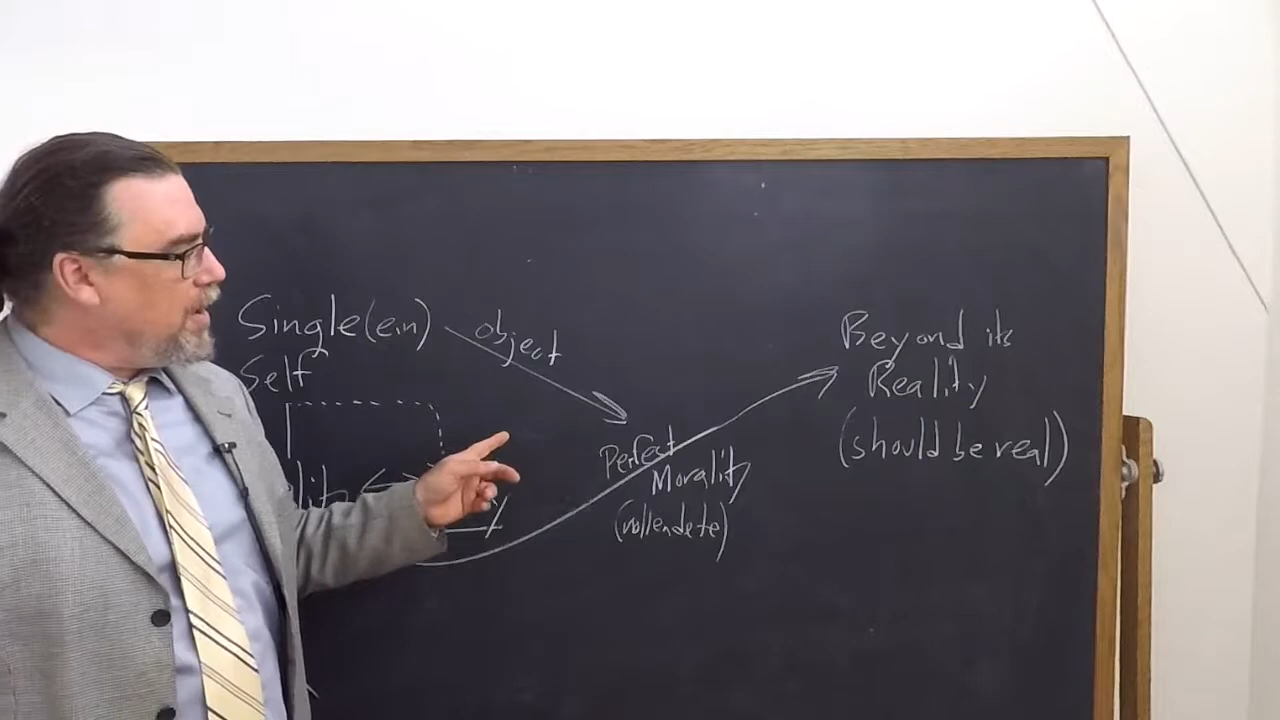 Single(ein)
Self
object
Perfect
Morality
(vollendete)
Beyond its
Reality
(should be real)